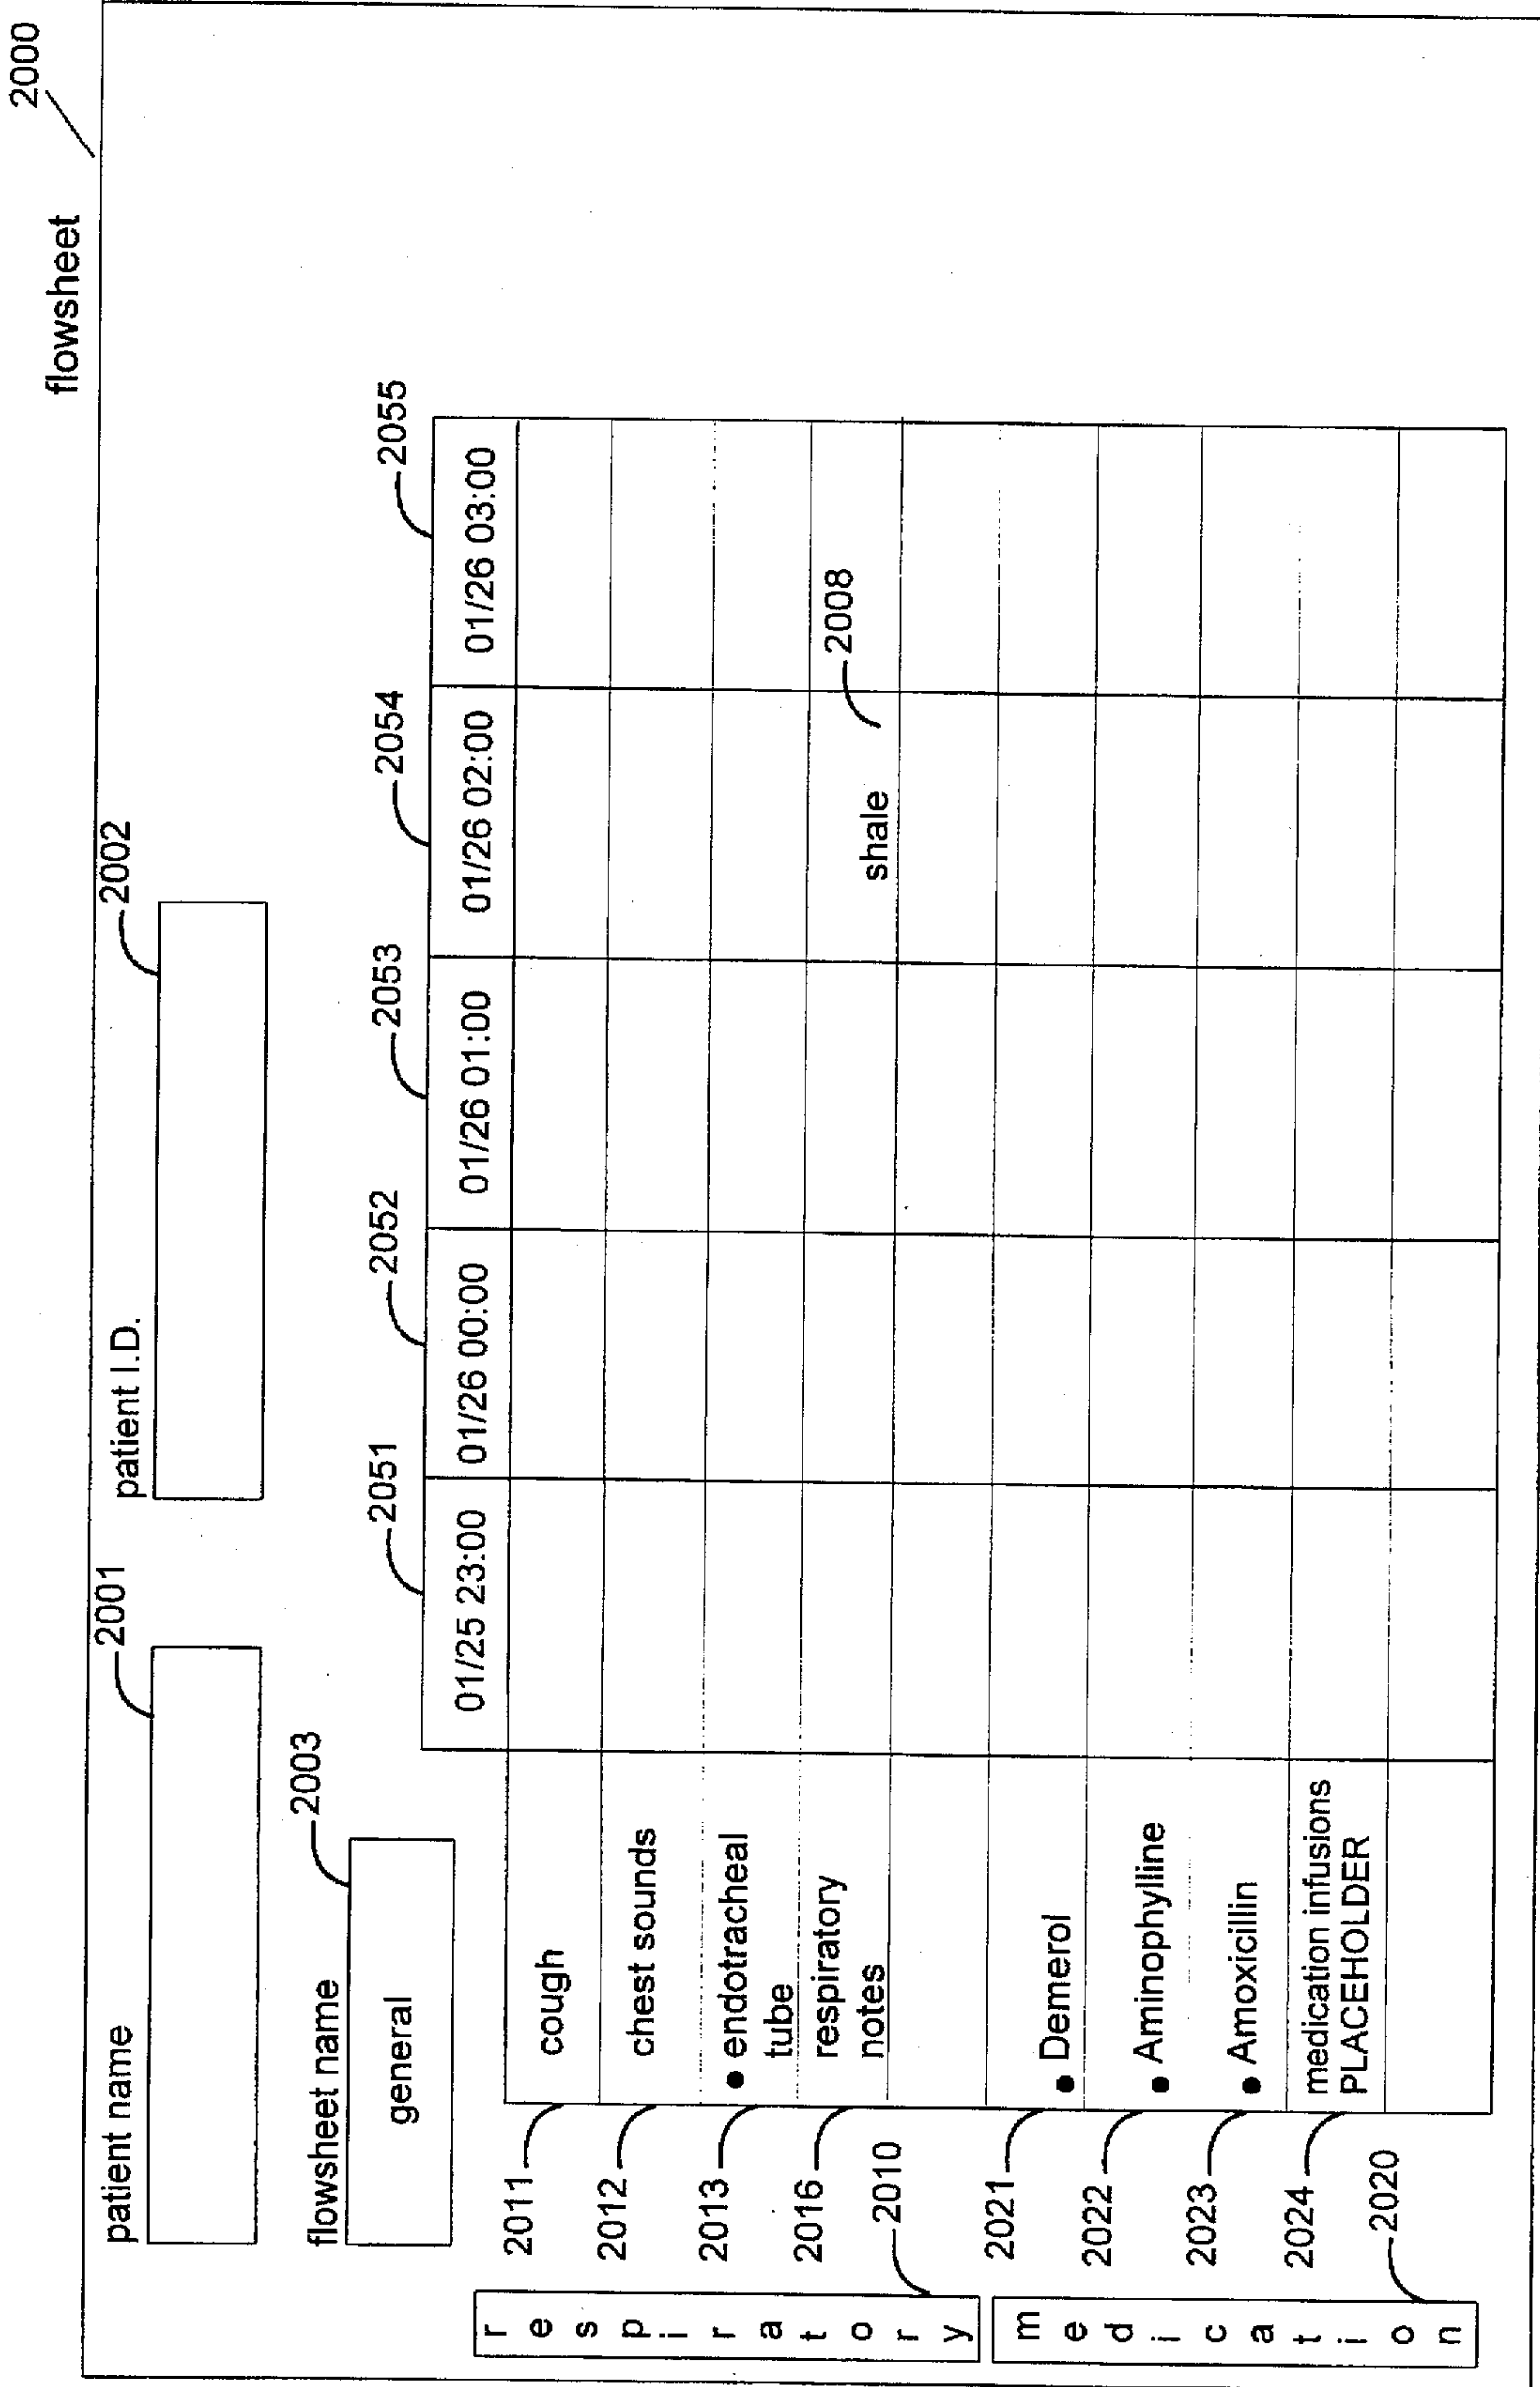 flowsheet
2000
patient name
2001
patient I.D.
2002
flowsheet name
2003
general
2051
2052
2053
2054
2055
01/25 23:00
01/26 00:00
01/26 01:00
01/26 02:00
01/26 03:00
respiratory
2010
2011
cough
2012
chest sounds
2013
• endotracheal
tube
2016
respiratory
notes
shale
2008
medication
2020
2021
• Demerol
2022
• Aminophylline
2023
• Amoxicillin
2024
medication infusions
PLACEHOLDER